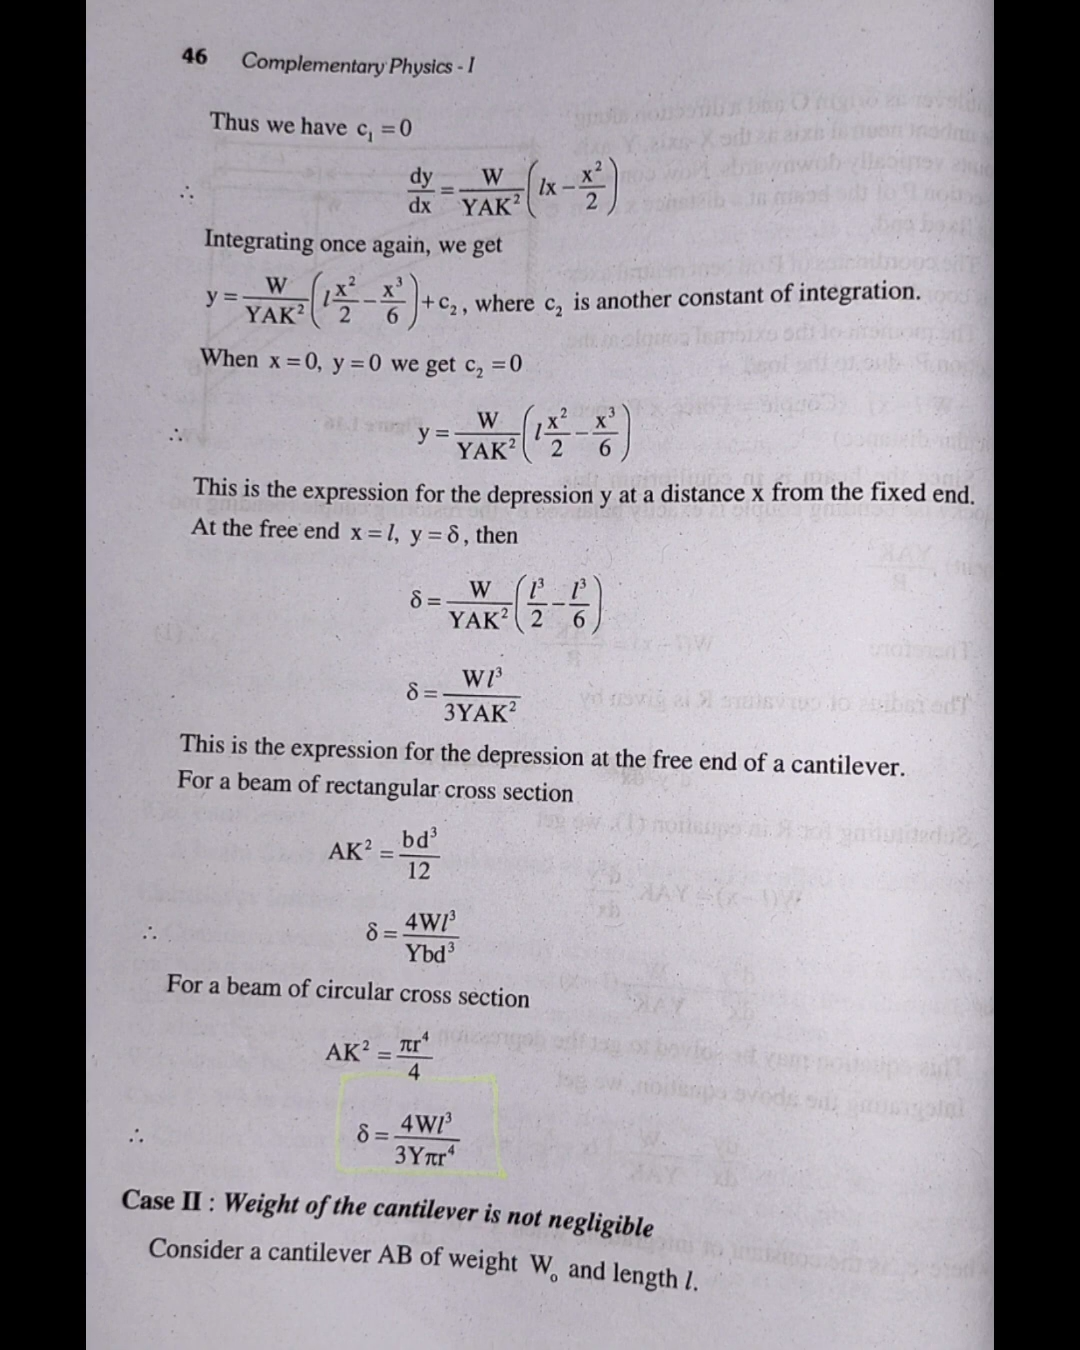 46 Complementary Physics - I
Thus we have c₁ = 0
∴ dy/dx = W/YAK² (lx − x²/2)
Integrating once again, we get
y = W/YAK² (l x²/2 − x³/6) + c₂, where c₂ is another constant of integration.
When x = 0, y = 0 we get c₂ = 0
∴ y = W/YAK² (l x²/2 − x³/6)
This is the expression for the depression y at a distance x from the fixed end.
At the free end x = l, y = δ, then
δ = W/YAK² (l³/2 − l³/6)
δ = Wl³/3YAK²
This is the expression for the depression at the free end of a cantilever.
For a beam of rectangular cross section
AK² = bd³/12
∴ δ = 4Wl³/Ybd³
For a beam of circular cross section
AK² = πr⁴/4
∴ δ = 4Wl³/3Yπr⁴
Case II : Weight of the cantilever is not negligible
Consider a cantilever AB of weight Wₒ and length l.